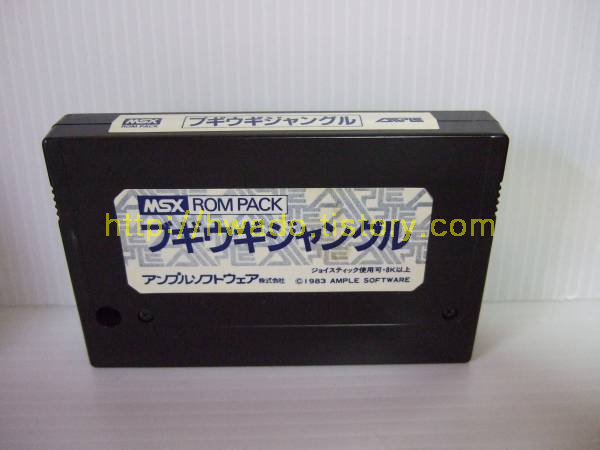 MSX
ROM PACK
ブギウギジャングル
AMPLE
MSX ROM PACK
ブギウギジャングル
http://hwado.tistory.com
ジョイスティック使用可・8K以上
アンプルソフトウェア株式会社 ©1983 AMPLE SOFTWARE